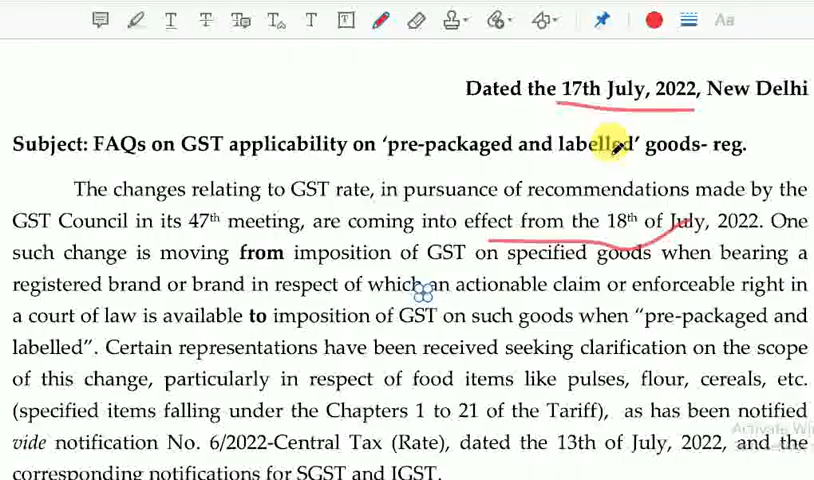 Aa
Dated the 17th July, 2022, New Delhi
Subject: FAQs on GST applicability on 'pre-packaged and labelled' goods- reg.
The changes relating to GST rate, in pursuance of recommendations made by the
GST Council in its 47th meeting, are coming into effect from the 18th of July, 2022. One
such change is moving from imposition of GST on specified goods when bearing a
registered brand or brand in respect of which an actionable claim or enforceable right in
a court of law is available to imposition of GST on such goods when "pre-packaged and
labelled". Certain representations have been received seeking clarification on the scope
of this change, particularly in respect of food items like pulses, flour, cereals, etc.
(specified items falling under the Chapters 1 to 21 of the Tariff), as has been notified
vide notification No. 6/2022-Central Tax (Rate), dated the 13th of July, 2022, and the
corresponding notifications for SGST and IGST.